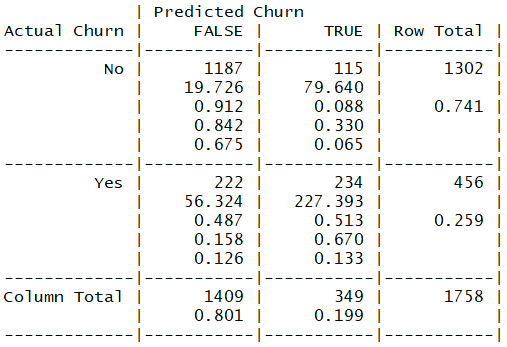 | Predicted Churn
Actual Churn |     FALSE |      TRUE | Row Total |
-------------|-----------|-----------|-----------|
          No |      1187 |       115 |      1302 |
             |    19.726 |    79.640 |           |
             |     0.912 |     0.088 |     0.741 |
             |     0.842 |     0.330 |           |
             |     0.675 |     0.065 |           |
-------------|-----------|-----------|-----------|
         Yes |       222 |       234 |       456 |
             |    56.324 |   227.393 |           |
             |     0.487 |     0.513 |     0.259 |
             |     0.158 |     0.670 |           |
             |     0.126 |     0.133 |           |
-------------|-----------|-----------|-----------|
Column Total |      1409 |       349 |      1758 |
             |     0.801 |     0.199 |           |
-------------|-----------|-----------|-----------|